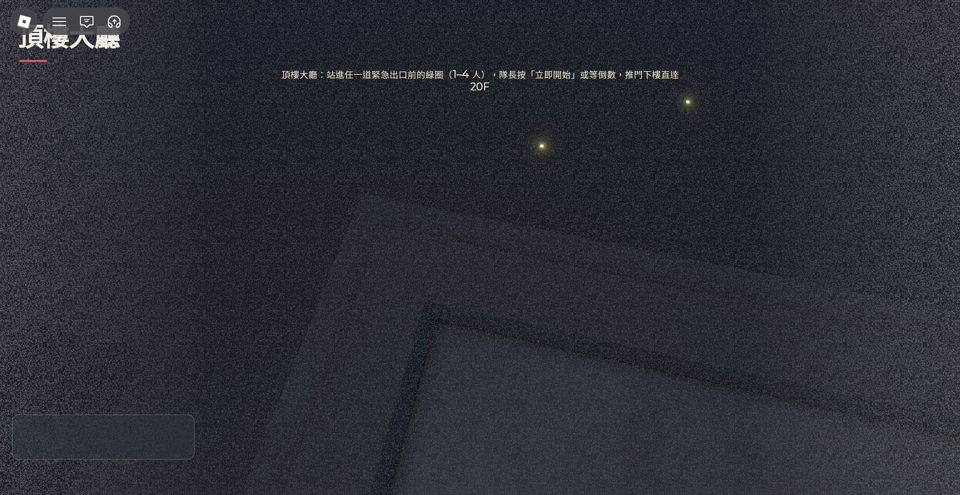 頂樓大廳
頂樓大廳：站進任一道緊急出口前的綠圈（1–4 人），隊長按「立即開始」或等倒數，推門下樓直達
20F